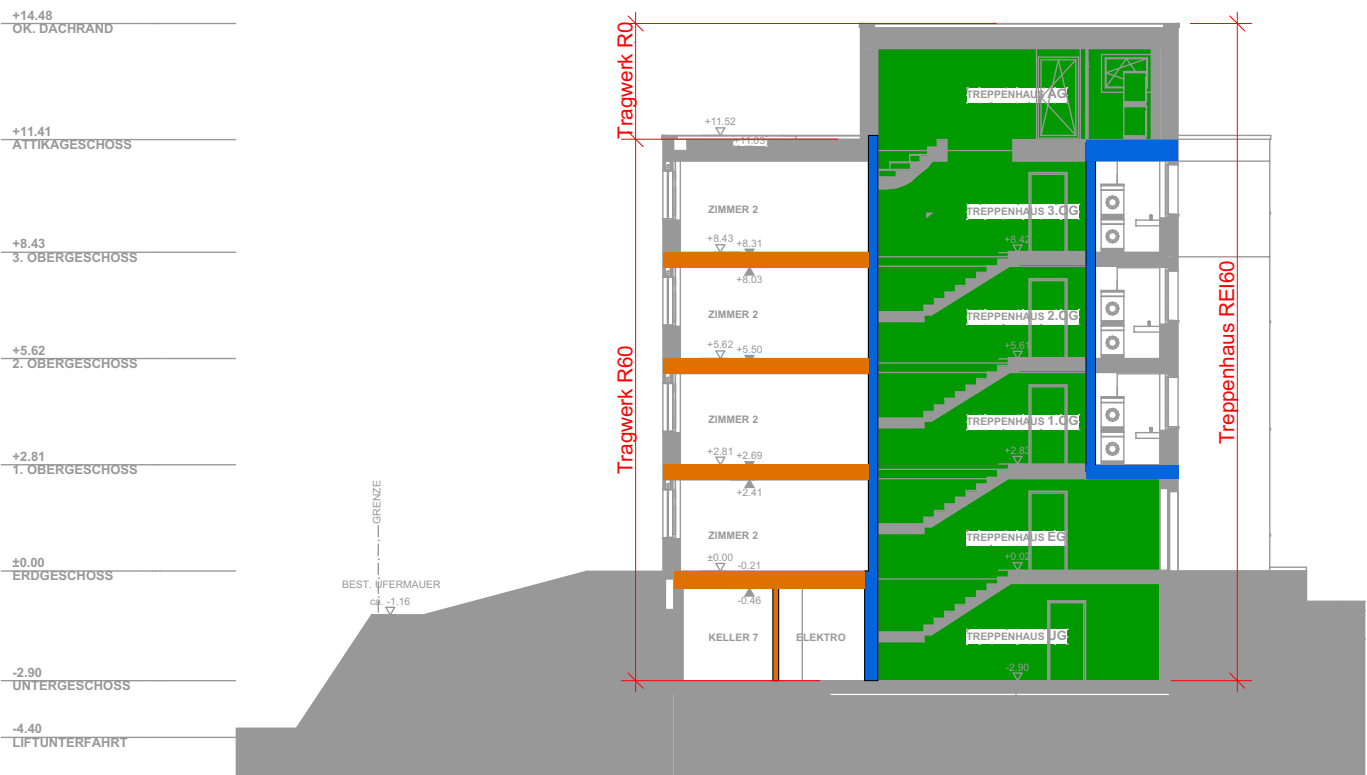 +14.48
OK. DACHRAND
+11.41
ATTIKAGESCHOSS
+8.43
3. OBERGESCHOSS
+5.62
2. OBERGESCHOSS
+2.81
1. OBERGESCHOSS
±0.00
ERDGESCHOSS
-2.90
UNTERGESCHOSS
-4.40
LIFTUNTERFAHRT
GRENZE
BEST. UFERMAUER
ca. -1.16
Tragwerk R0
Tragwerk R60
+11.52
+11.03
ZIMMER 2
+8.43
+8.31
+8.03
ZIMMER 2
+5.62
+5.50
ZIMMER 2
+2.81
+2.69
+2.41
ZIMMER 2
±0.00
-0.21
-0.46
KELLER 7
ELEKTRO
TREPPENHAUS AG
TREPPENHAUS 3.OG
+8.42
TREPPENHAUS 2.OG
+5.61
TREPPENHAUS 1.OG
+2.83
TREPPENHAUS EG
+0.02
TREPPENHAUS UG
-2.90
Treppenhaus REI60